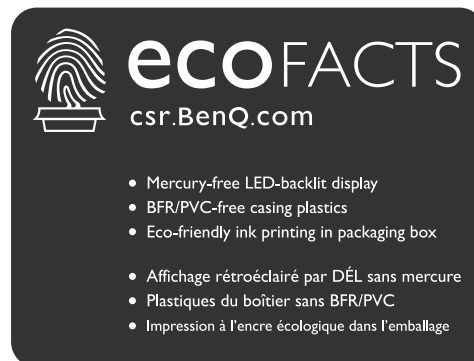 ecoFACTS
csr.BenQ.com
• Mercury-free LED-backlit display
• BFR/PVC-free casing plastics
• Eco-friendly ink printing in packaging box
• Affichage rétroéclairé par DÉL sans mercure
• Plastiques du boîtier sans BFR/PVC
• Impression à l'encre écologique dans l'emballage